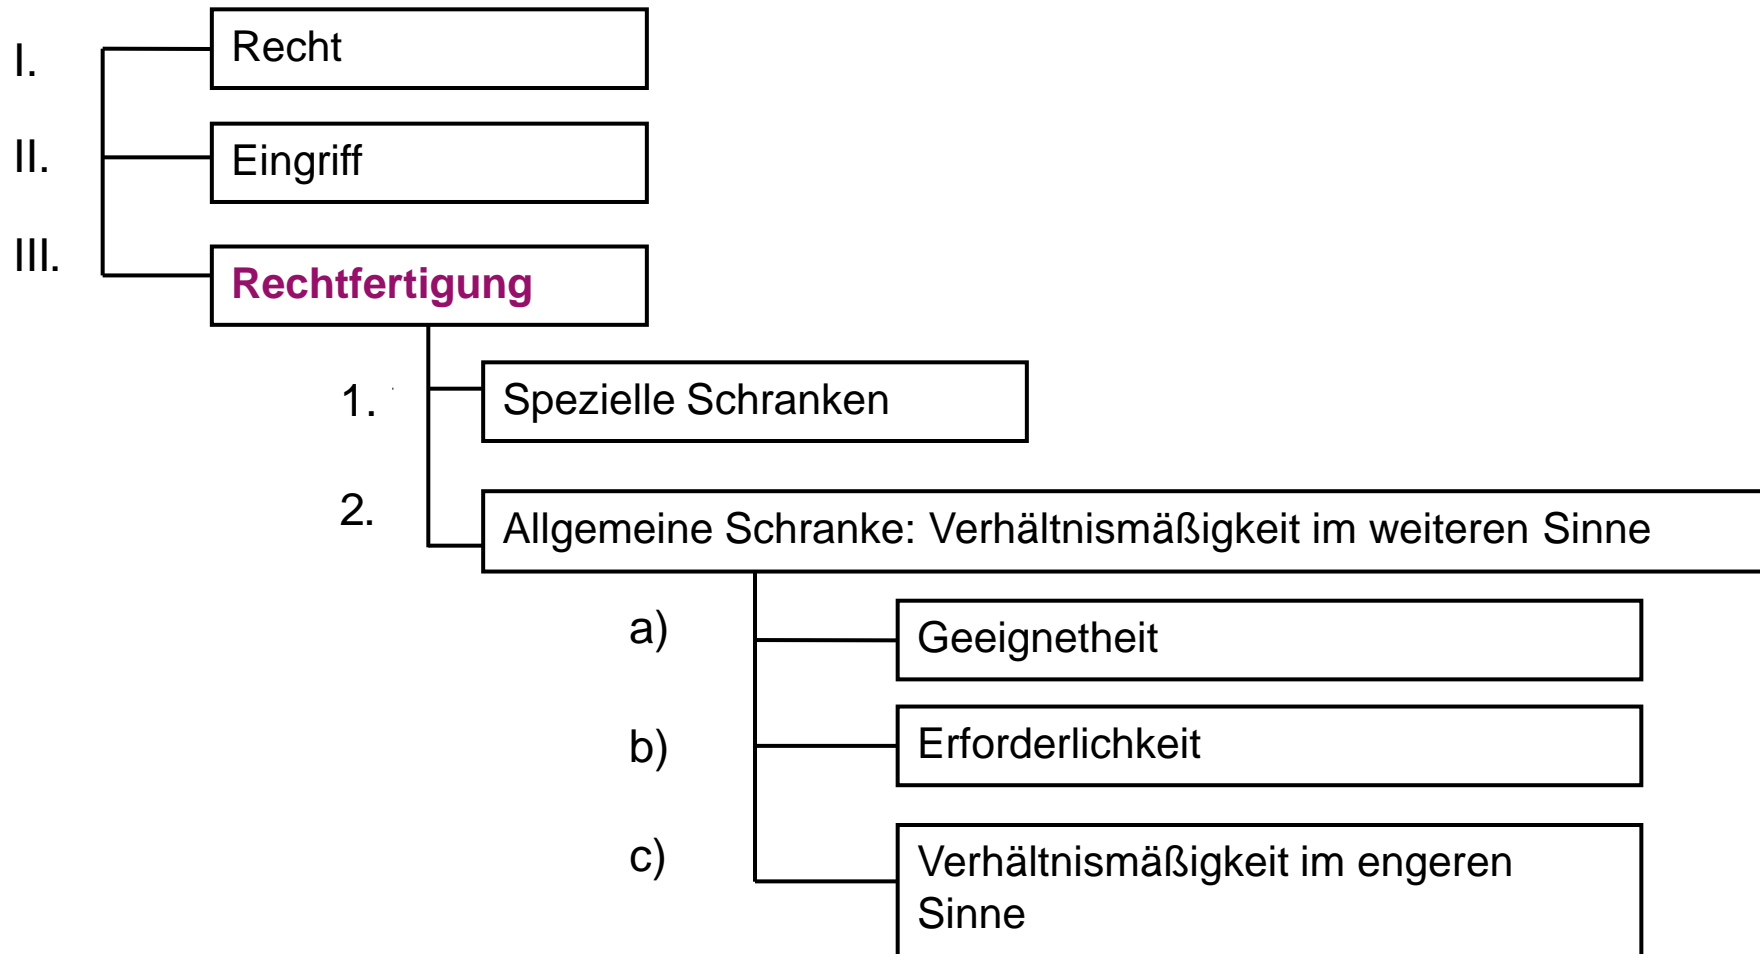 I. Recht
II. Eingriff
III. Rechtfertigung
1. Spezielle Schranken
2. Allgemeine Schranke: Verhältnismäßigkeit im weiteren Sinne
a) Geeignetheit
b) Erforderlichkeit
c) Verhältnismäßigkeit im engeren
Sinne